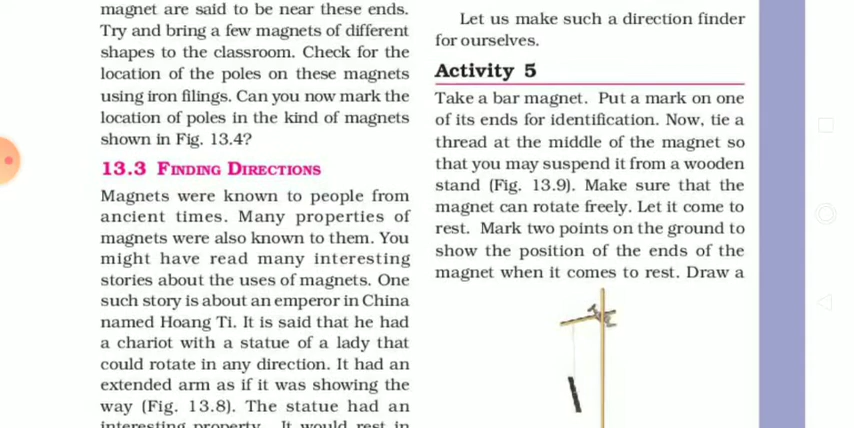 magnet are said to be near these ends.
Try and bring a few magnets of different
shapes to the classroom. Check for the
location of the poles on these magnets
using iron filings. Can you now mark the
location of poles in the kind of magnets
shown in Fig. 13.4?
13.3 FINDING DIRECTIONS
Magnets were known to people from
ancient times. Many properties of
magnets were also known to them. You
might have read many interesting
stories about the uses of magnets. One
such story is about an emperor in China
named Hoang Ti. It is said that he had
a chariot with a statue of a lady that
could rotate in any direction. It had an
extended arm as if it was showing the
way (Fig. 13.8). The statue had an
interesting property. It would rest in
Let us make such a direction finder
for ourselves.
Activity 5
Take a bar magnet. Put a mark on one
of its ends for identification. Now, tie a
thread at the middle of the magnet so
that you may suspend it from a wooden
stand (Fig. 13.9). Make sure that the
magnet can rotate freely. Let it come to
rest. Mark two points on the ground to
show the position of the ends of the
magnet when it comes to rest. Draw a